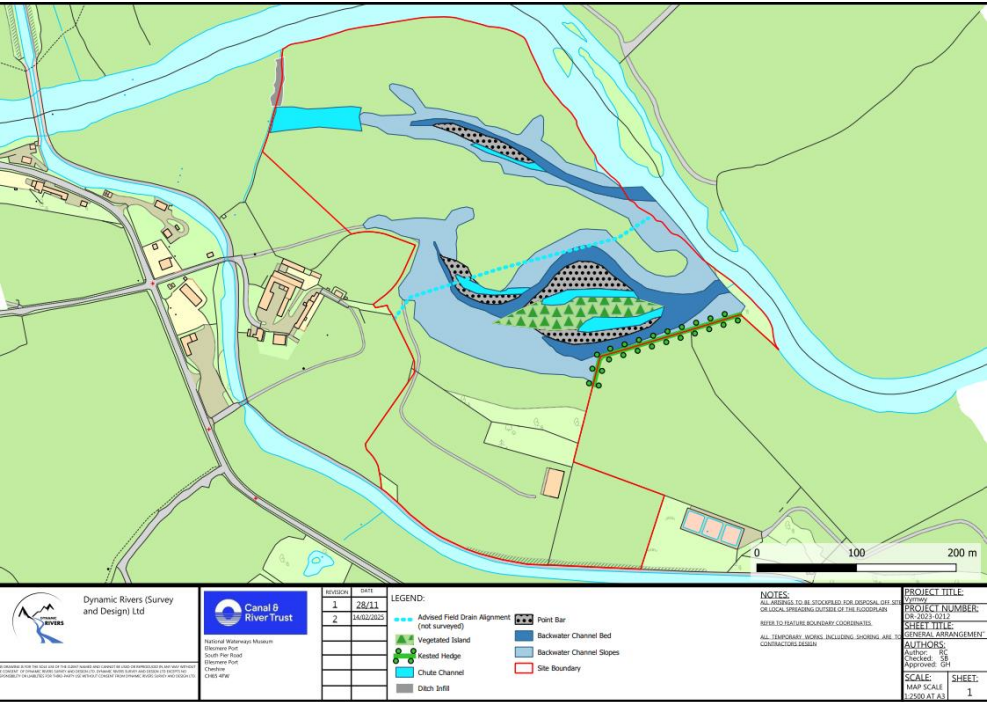 0 100 200 m
DYNAMIC
RIVERS
Dynamic Rivers (Survey
and Design) Ltd
Canal &
River Trust
National Waterways Museum
Ellesmere Port
South Pier Road
Ellesmere Port
Cheshire
CH65 4FW
REVISION DATE
1 28/11
2 14/02/2025
LEGEND:
Advised Field Drain Alignment
(not surveyed)
Vegetated Island
Kested Hedge
Chute Channel
Ditch Infill
Point Bar
Backwater Channel Bed
Backwater Channel Slopes
Site Boundary
NOTES:
ALL ARISINGS TO BE STOCKPILED FOR DISPOSAL OFF SITE
OR LOCAL SPREADING OUTSIDE OF THE FLOODPLAIN
REFER TO FEATURE BOUNDARY COORDINATES
ALL TEMPORARY WORKS INCLUDING SHORING ARE TO
CONTRACTORS DESIGN
PROJECT TITLE:
Vyrnwy
PROJECT NUMBER:
DR-2023-0212
SHEET TITLE:
GENERAL ARRANGEMENT
AUTHORS:
Author: RC
Checked: SB
Approved: GH
SCALE:
MAP SCALE
1:2500 AT A3
SHEET:
1